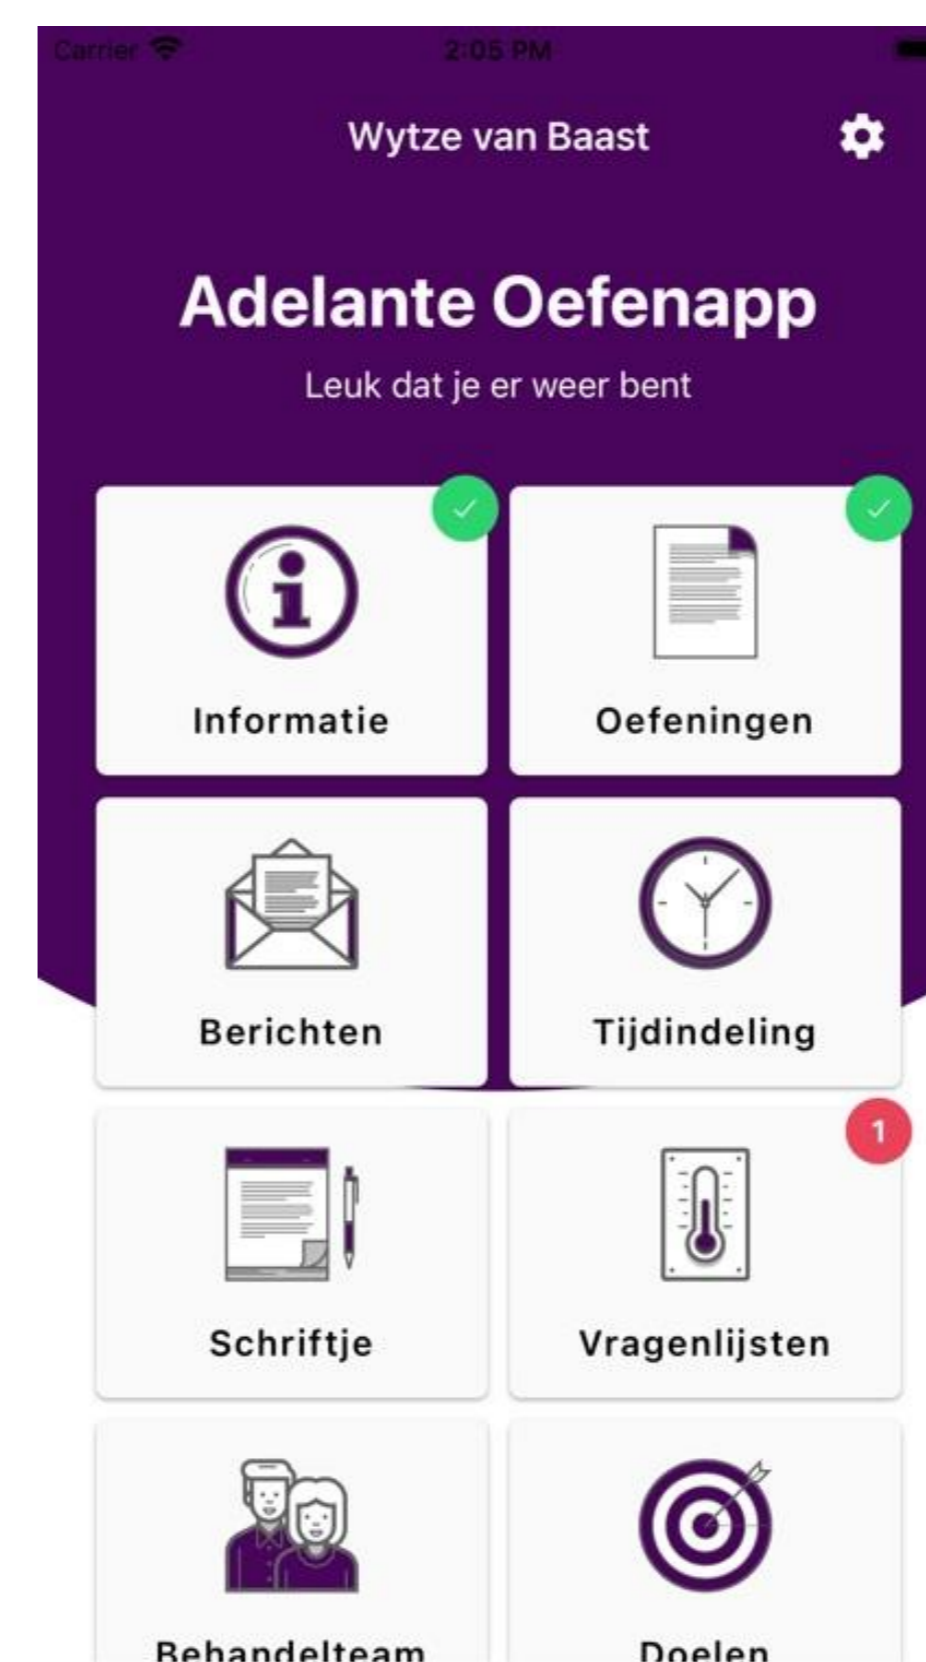 Carrier 2:05 PM
Wytze van Baast
Adelante Oefenapp
Leuk dat je er weer bent
Informatie
Oefeningen
Berichten
Tijdindeling
1
Schriftje
Vragenlijsten
Behandelteam
Doelen